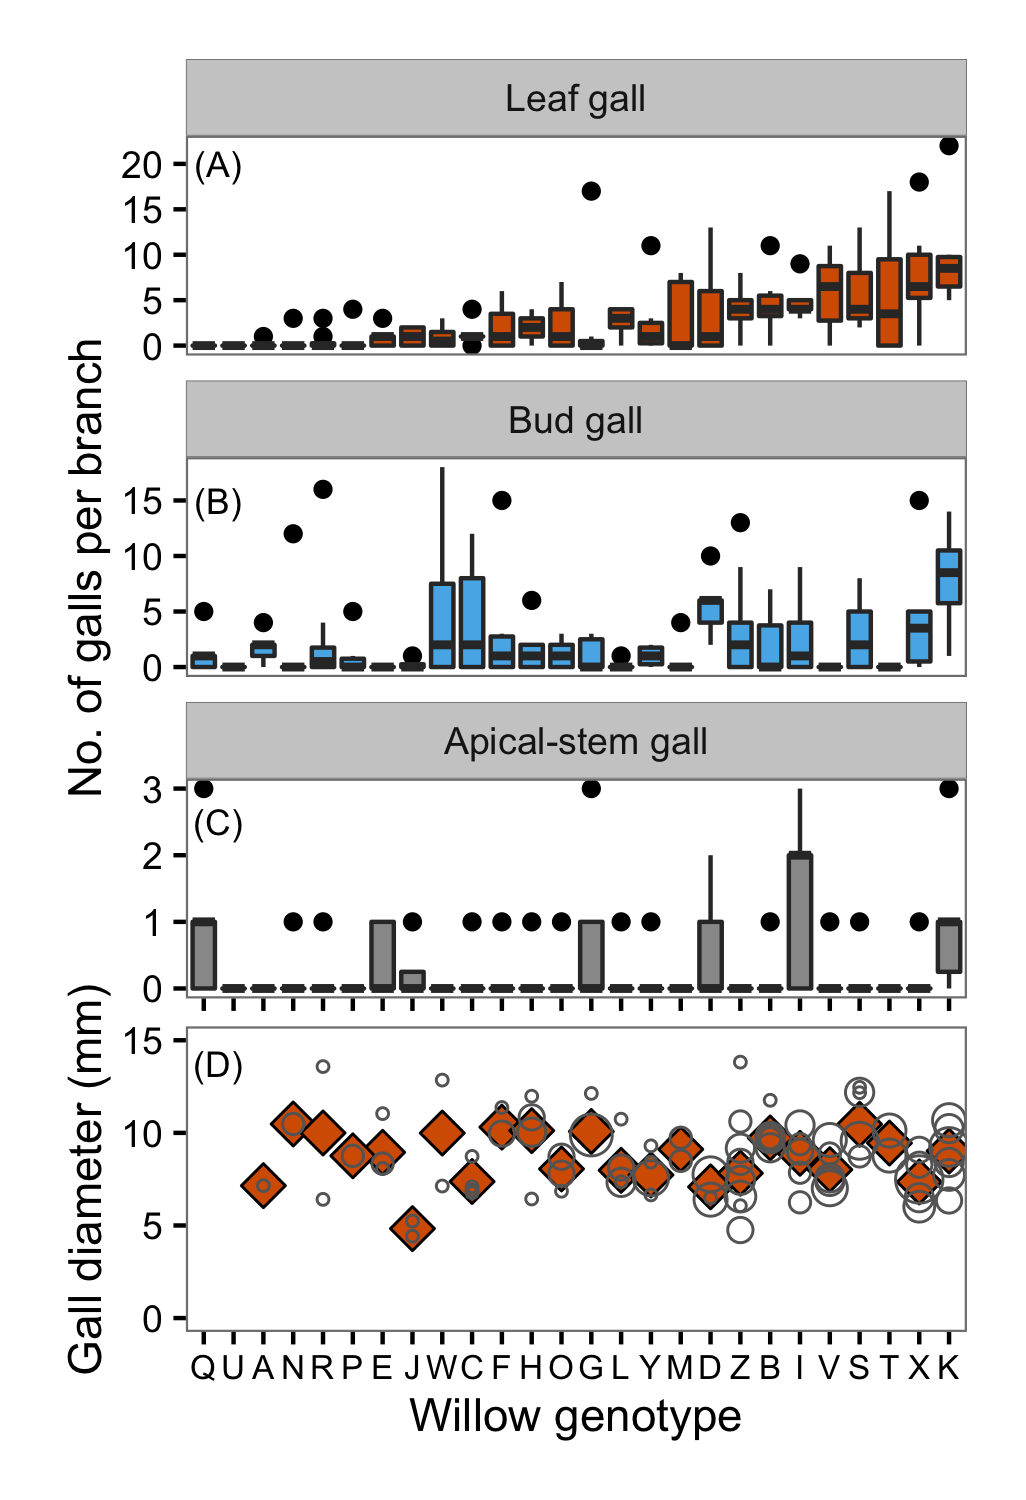 Leaf gall
(A)
20
15
10
5
0
Bud gall
(B)
15
10
5
0
No. of galls per branch
Apical-stem gall
(C)
3
2
1
0
(D)
15
10
5
0
Gall diameter (mm)
Q U A N R P E J W C F H O G L Y M D Z B I V S T X K
Willow genotype